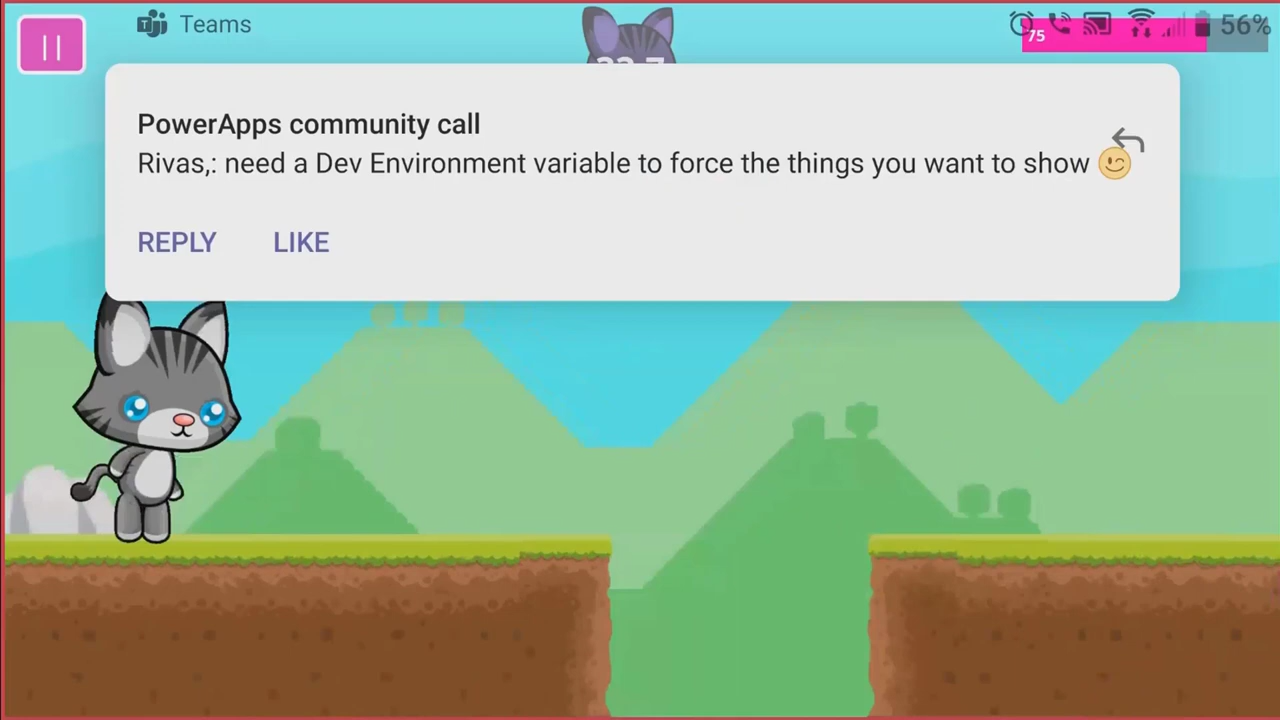 Teams
56%
75
PowerApps community call
Rivas,: need a Dev Environment variable to force the things you want to show 😉
REPLY LIKE